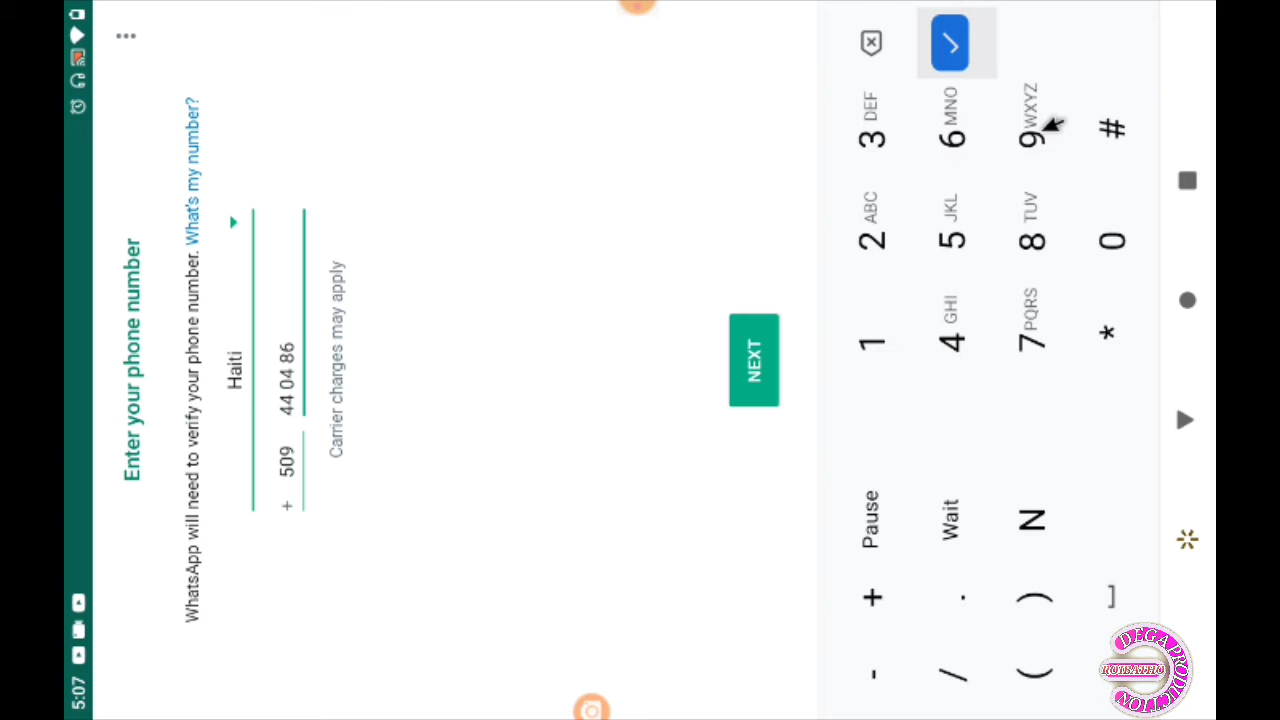 5:07
Enter your phone number
WhatsApp will need to verify your phone number. What's my number?
Haiti
+ 509 44 04 86
Carrier charges may apply
NEXT
- + Pause 1 2 ABC 3 DEF
/ . Wait 4 GHI 5 JKL 6 MNO
( ) N 7 PQRS 8 TUV 9 WXYZ
* 0 #
DEGA PRODUCTION